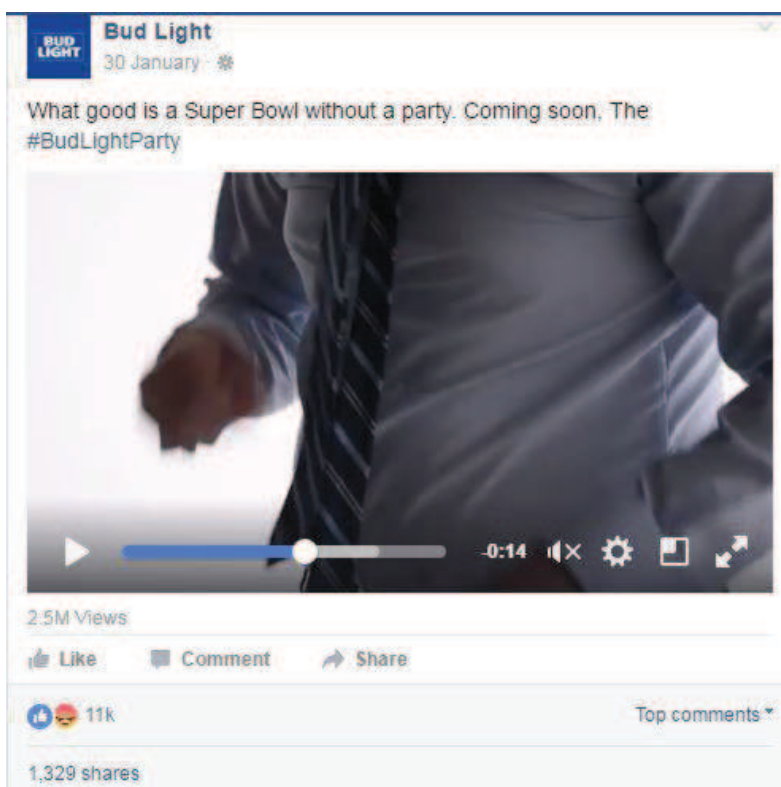 BUD
LIGHT
Bud Light
30 January
What good is a Super Bowl without a party. Coming soon. The
#BudLightParty
-0:14
2.5M Views
Like Comment Share
11k Top comments
1,329 shares